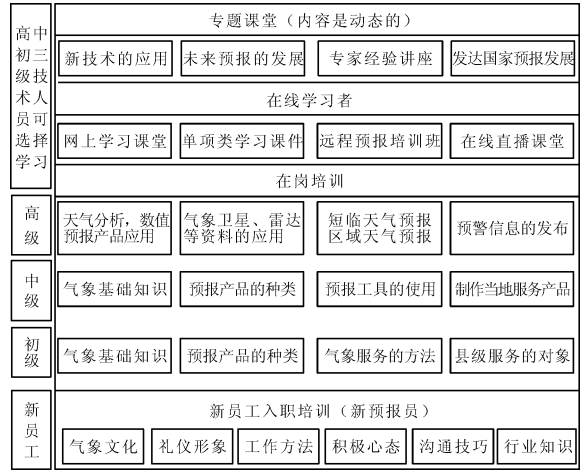 高中
初三
级技
术人
员可
选择
学习
专题课堂（内容是动态的）
新技术的应用
未来预报的发展
专家经验讲座
发达国家预报发展
在线学习者
网上学习课堂
单项类学习课件
远程预报培训班
在线直播课堂
在岗培训
高级
天气分析，数值
预报产品应用
气象卫星、雷达
等资料的应用
短临天气预报
区域天气预报
预警信息的发布
中级
气象基础知识
预报产品的种类
预报工具的使用
制作当地服务产品
初级
气象基础知识
预报产品的种类
气象服务的方法
县级服务的对象
新员工
新员工入职培训（新预报员）
气象文化
礼仪形象
工作方法
积极心态
沟通技巧
行业知识